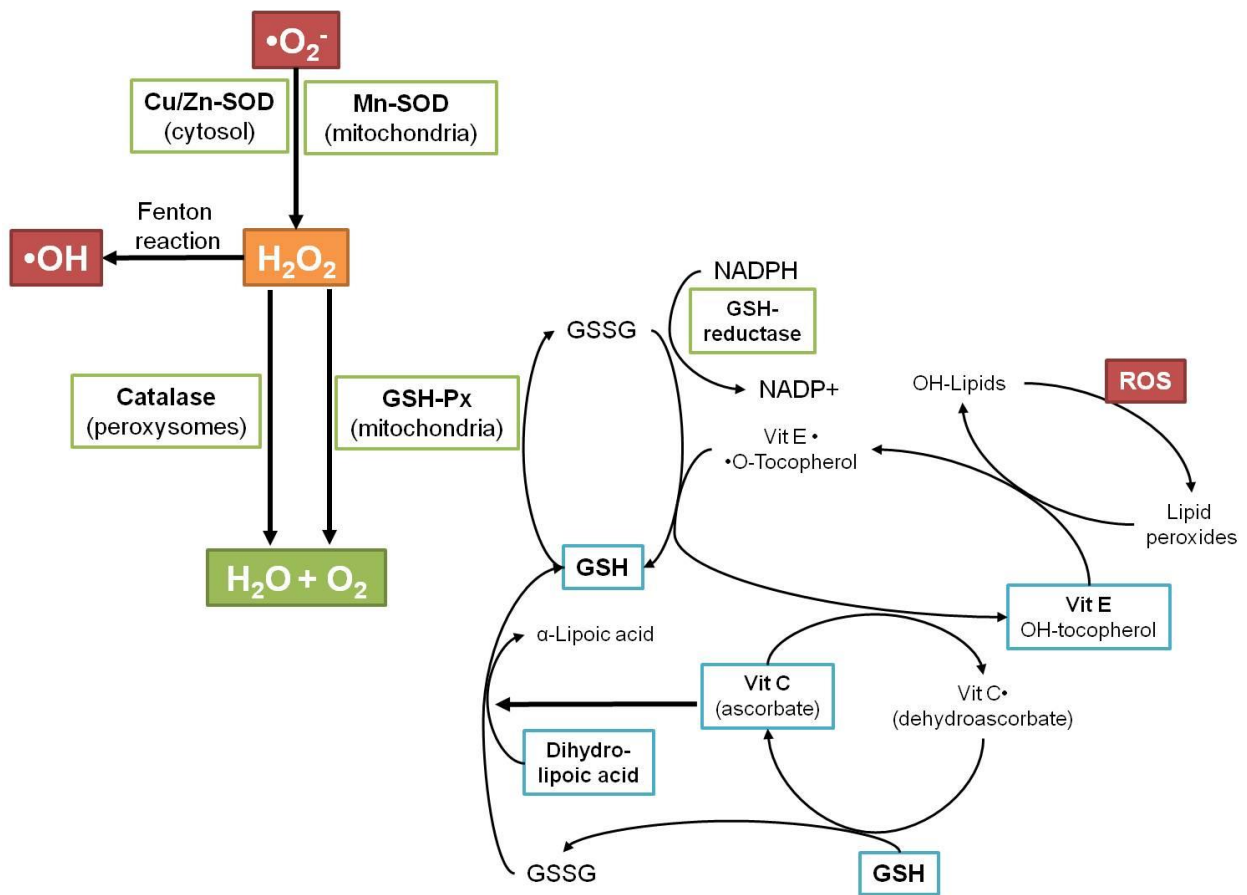 •O₂⁻
Cu/Zn-SOD
(cytosol)
Mn-SOD
(mitochondria)
Fenton
reaction
•OH
H₂O₂
Catalase
(peroxysomes)
GSH-Px
(mitochondria)
H₂O + O₂
GSSG
NADPH
GSH-
reductase
NADP+
Vit E •
•O-Tocopherol
OH-Lipids
ROS
Lipid
peroxides
GSH
Vit E
OH-tocopherol
α-Lipoic acid
Vit C
(ascorbate)
Vit C•
(dehydroascorbate)
Dihydro-
lipoic acid
GSSG
GSH